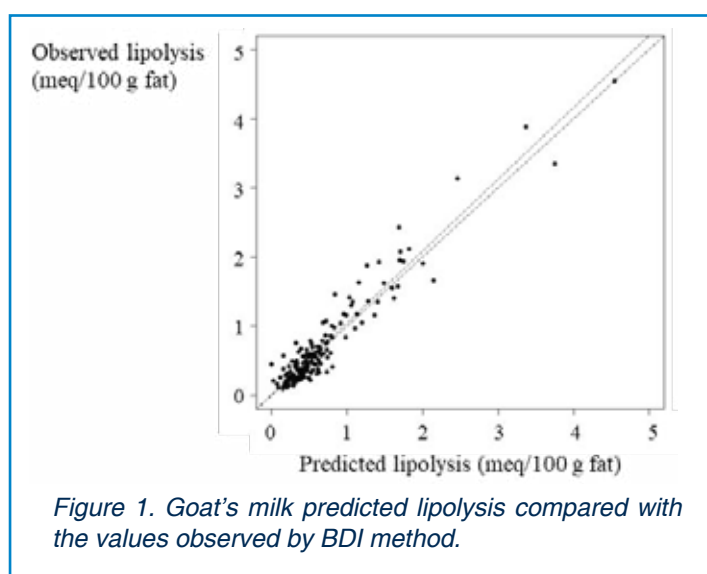 Observed lipolysis
(meq/100 g fat)
5
4
3
2
1
0
0 1 2 3 4 5
Predicted lipolysis (meq/100 g fat)
Figure 1. Goat's milk predicted lipolysis compared with
the values observed by BDI method.